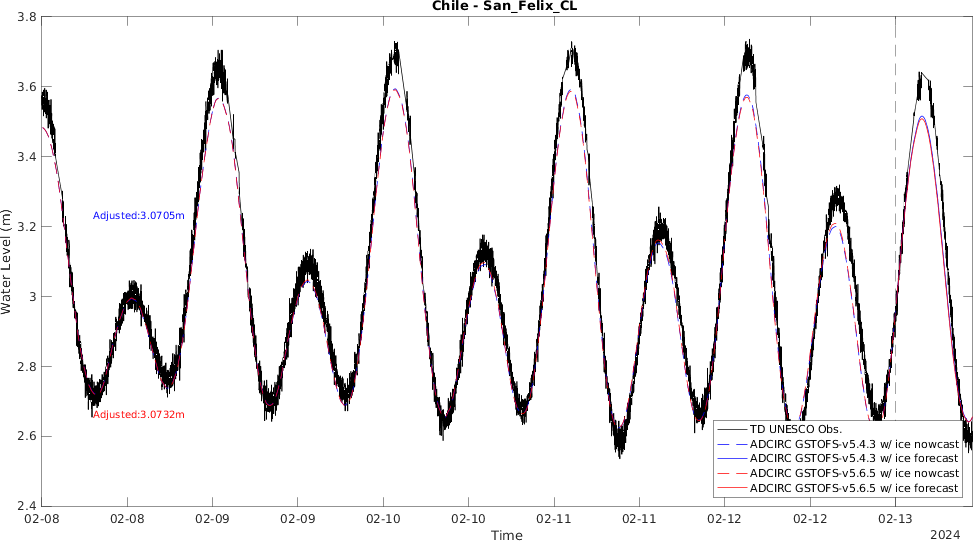 Chile - San_Felix_CL
3.8
3.6
3.4
3.2
3
2.8
2.6
2.4
Water Level (m)
Adjusted:3.0705m
Adjusted:3.0732m
TD UNESCO Obs.
ADCIRC GSTOFS-v5.4.3 w/ ice nowcast
ADCIRC GSTOFS-v5.4.3 w/ ice forecast
ADCIRC GSTOFS-v5.6.5 w/ ice nowcast
ADCIRC GSTOFS-v5.6.5 w/ ice forecast
02-08 02-08 02-09 02-09 02-10 02-10 02-11 02-11 02-12 02-12 02-13
Time
2024